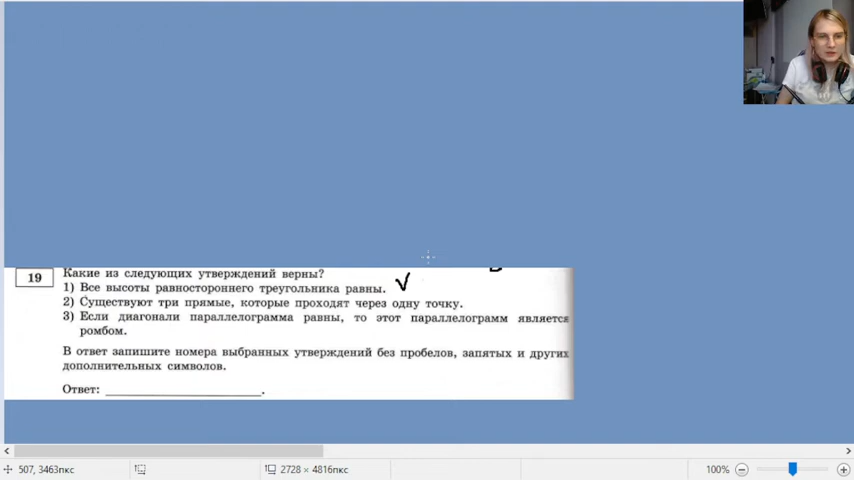 19
Какие из следующих утверждений верны?
1) Все высоты равностороннего треугольника равны.
2) Существуют три прямые, которые проходят через одну точку.
3) Если диагонали параллелограмма равны, то этот параллелограмм является
ромбом.
В ответ запишите номера выбранных утверждений без пробелов, запятых и других
дополнительных символов.
Ответ: ____________________.
507, 3463пкс
2728 × 4816пкс
100%